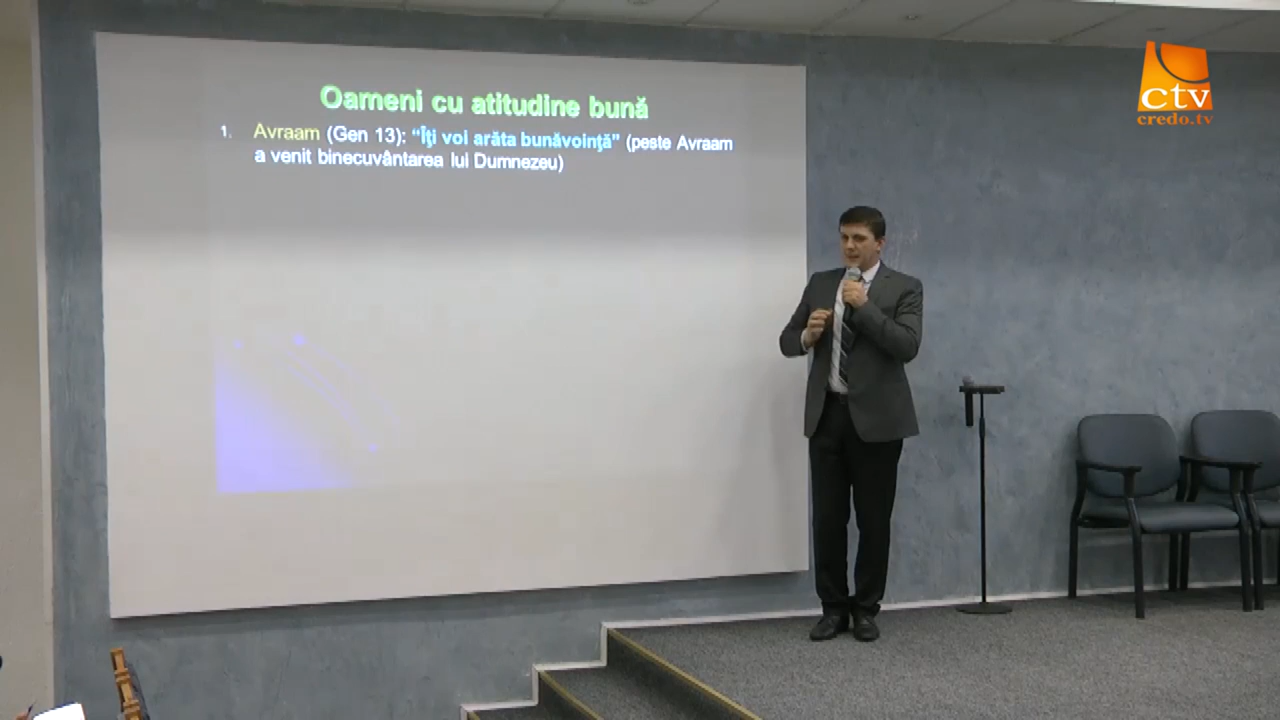 Oameni cu atitudine bună
1. Avraam (Gen 13): “Îţi voi arăta bunăvoinţă” (peste Avraam
a venit binecuvântarea lui Dumnezeu)
ctv
credo.tv